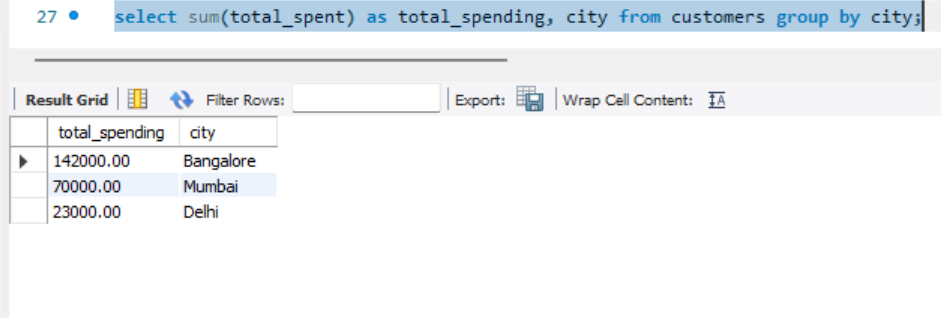 27 select sum(total_spent) as total_spending, city from customers group by city;
Result Grid Filter Rows: Export: Wrap Cell Content: IA
total_spending city
142000.00 Bangalore
70000.00 Mumbai
23000.00 Delhi